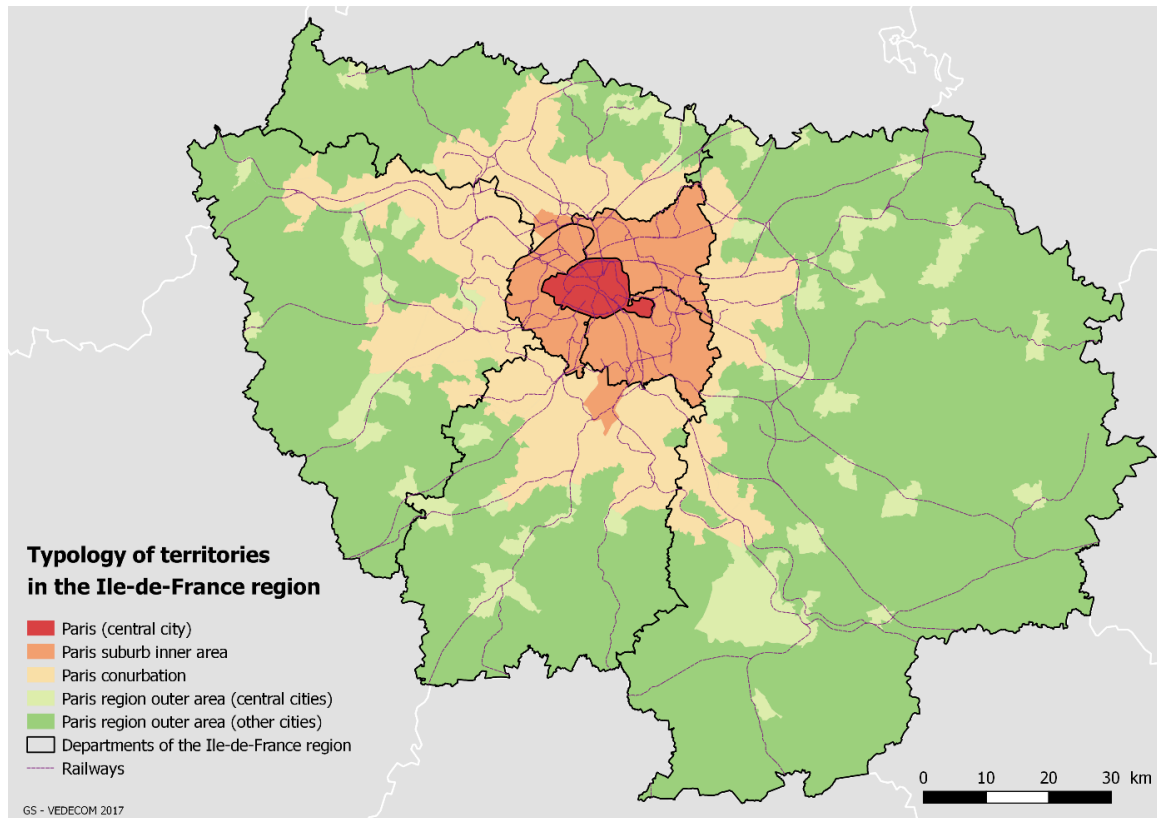 Typology of territories
in the Ile-de-France region
Paris (central city)
Paris suburb inner area
Paris conurbation
Paris region outer area (central cities)
Paris region outer area (other cities)
Departments of the Ile-de-France region
Railways
0 10 20 30 km
GS - VEDECOM 2017